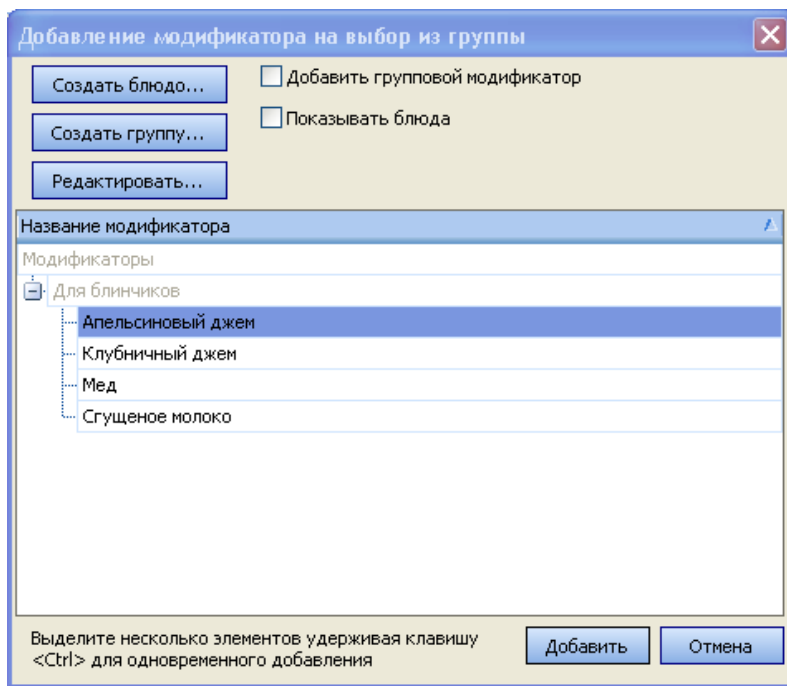 Добавление модификатора на выбор из группы
Создать блюдо...
Добавить групповой модификатор
Создать группу...
Показывать блюда
Редактировать...
Название модификатора
Модификаторы
Для блинчиков
Апельсиновый джем
Клубничный джем
Мед
Сгущеное молоко
Выделите несколько элементов удерживая клавишу
<Ctrl> для одновременного добавления
Добавить
Отмена